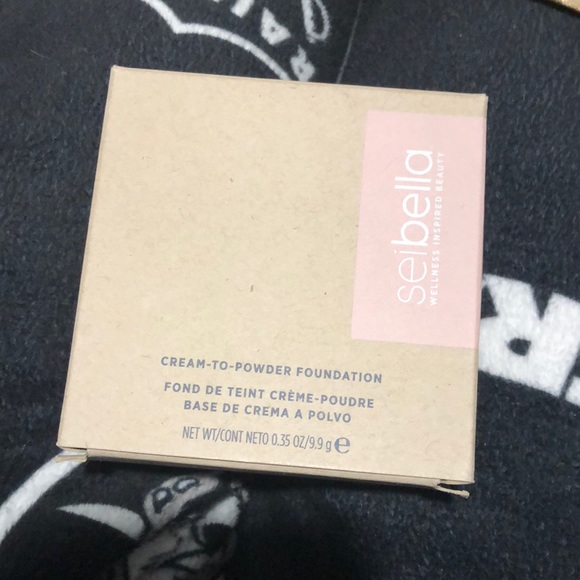 seibella
WELLNESS INSPIRED BEAUTY
CREAM-TO-POWDER FOUNDATION
FOND DE TEINT CRÈME-POUDRE
BASE DE CREMA A POLVO
NET WT/CONT NETO 0.35 OZ/9.9 g ℮